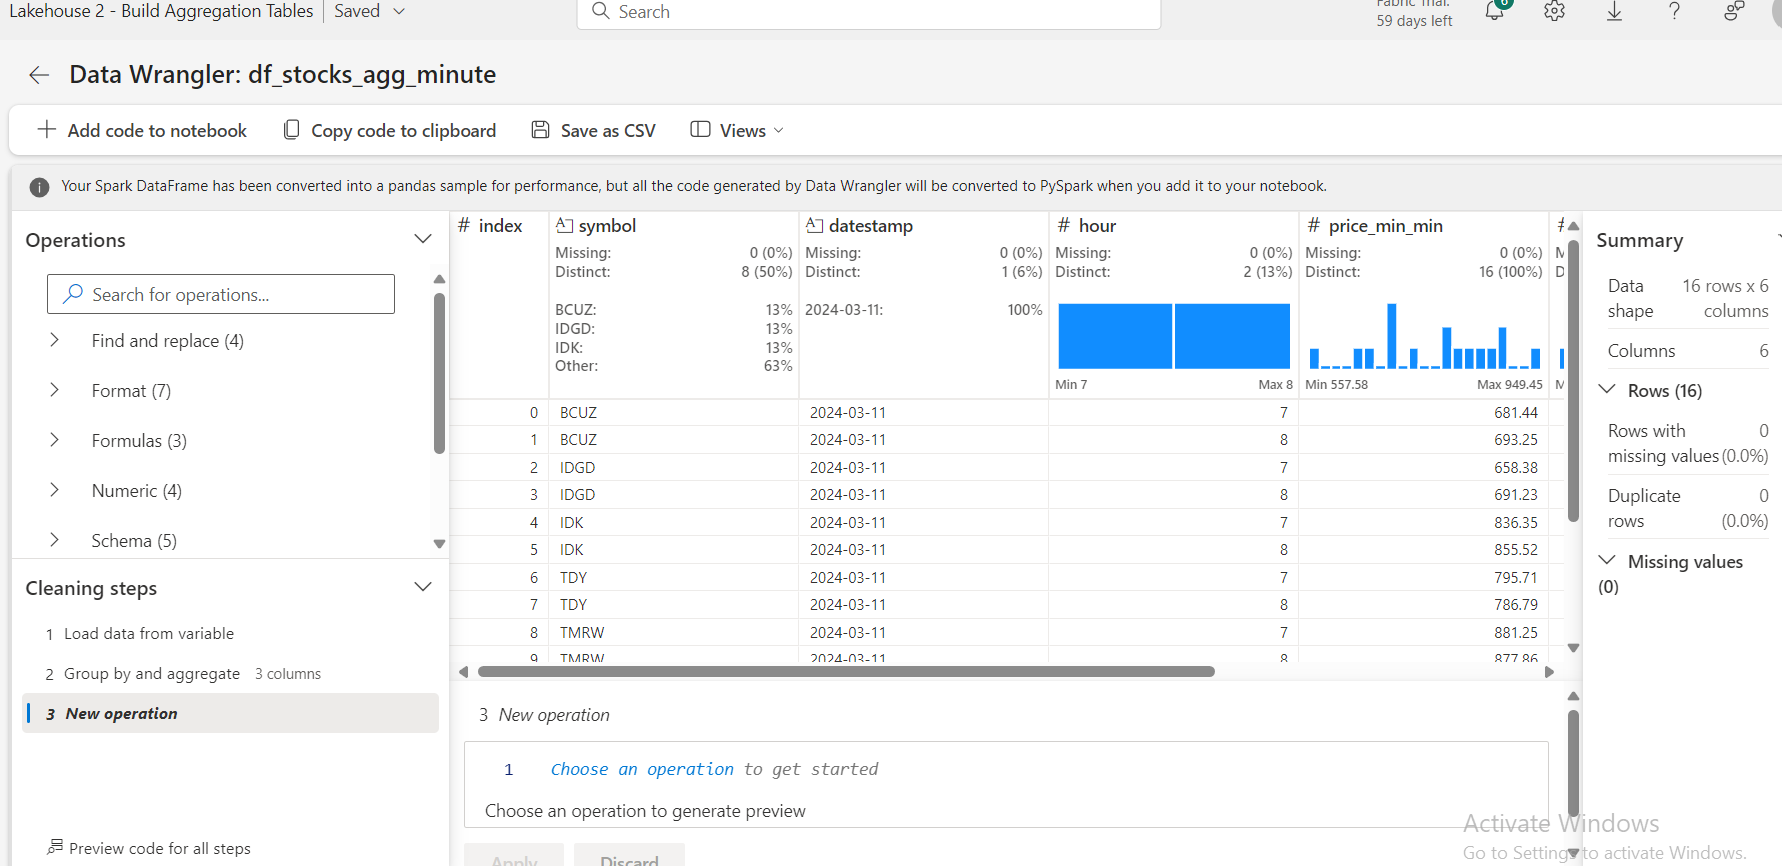 Lakehouse 2 - Build Aggregation Tables
Saved
Search
Fabric Trial:
59 days left
6
?
Data Wrangler: df_stocks_agg_minute
Add code to notebook
Copy code to clipboard
Save as CSV
Views
Your Spark DataFrame has been converted into a pandas sample for performance, but all the code generated by Data Wrangler will be converted to PySpark when you add it to your notebook.
Operations
Search for operations...
Find and replace (4)
Format (7)
Formulas (3)
Numeric (4)
Schema (5)
Cleaning steps
1 Load data from variable
2 Group by and aggregate 3 columns
3 New operation
Preview code for all steps
# index
symbol
datestamp
# hour
# price_min_min
#
Missing: 0 (0%)
Distinct: 8 (50%)
BCUZ: 13%
IDGD: 13%
IDK: 13%
Other: 63%
Missing: 0 (0%)
Distinct: 1 (6%)
2024-03-11: 100%
Missing: 0 (0%)
Distinct: 2 (13%)
Min 7 Max 8
Missing: 0 (0%)
Distinct: 16 (100%)
Min 557.58 Max 949.45
M
D
M
0 BCUZ 2024-03-11 7 681.44
1 BCUZ 2024-03-11 8 693.25
2 IDGD 2024-03-11 7 658.38
3 IDGD 2024-03-11 8 691.23
4 IDK 2024-03-11 7 836.35
5 IDK 2024-03-11 8 855.52
6 TDY 2024-03-11 7 795.71
7 TDY 2024-03-11 8 786.79
8 TMRW 2024-03-11 7 881.25
9 TMRW 2024-03-11 8 877.86
3 New operation
1 Choose an operation to get started
Choose an operation to generate preview
Apply
Discard
Summary
Data shape 16 rows x 6 columns
Columns 6
Rows (16)
Rows with missing values 0 (0.0%)
Duplicate rows 0 (0.0%)
Missing values
(0)
Activate Windows
Go to Settings to activate Windows.